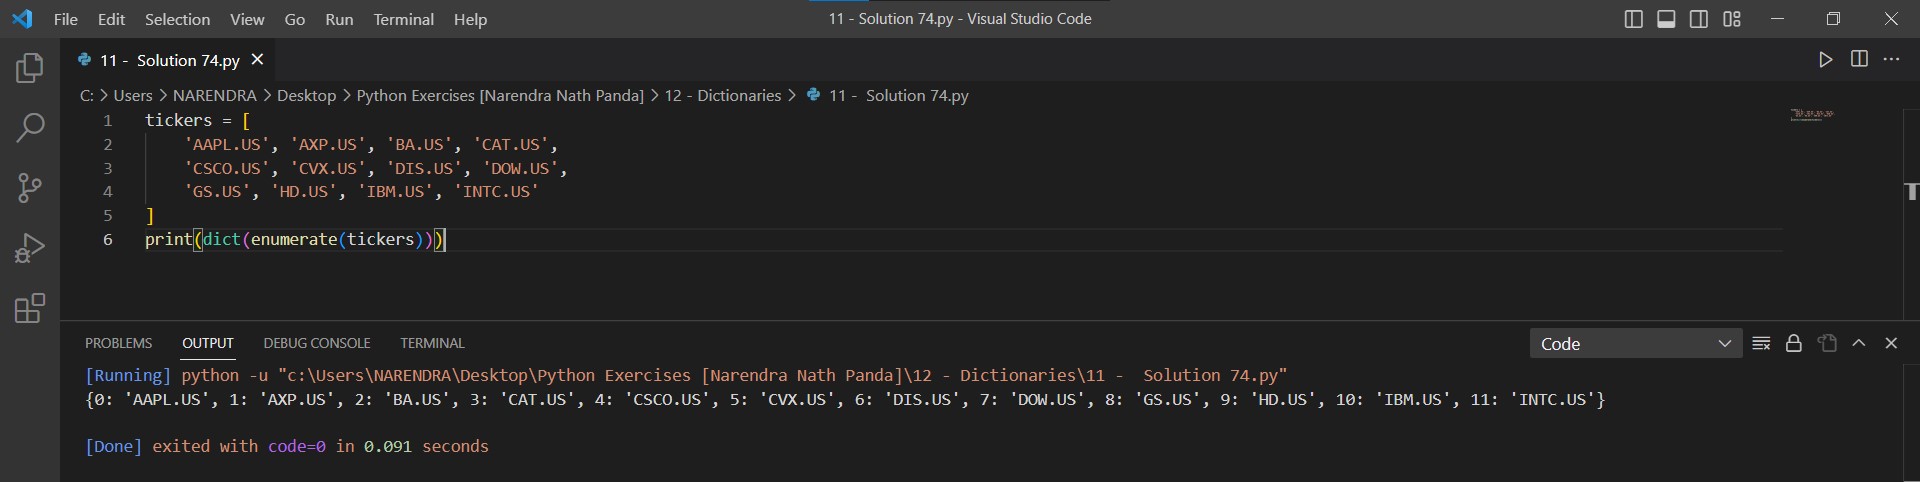 File Edit Selection View Go Run Terminal Help 11 - Solution 74.py - Visual Studio Code
11 -  Solution 74.py
C: > Users > NARENDRA > Desktop > Python Exercises [Narendra Nath Panda] > 12 - Dictionaries > 11 -  Solution 74.py
1 tickers = [
2     'AAPL.US', 'AXP.US', 'BA.US', 'CAT.US',
3     'CSCO.US', 'CVX.US', 'DIS.US', 'DOW.US',
4     'GS.US', 'HD.US', 'IBM.US', 'INTC.US'
5 ]
6 print(dict(enumerate(tickers)))
PROBLEMS OUTPUT DEBUG CONSOLE TERMINAL Code
[Running] python -u "c:\Users\NARENDRA\Desktop\Python Exercises [Narendra Nath Panda]\12 - Dictionaries\11 -  Solution 74.py"
{0: 'AAPL.US', 1: 'AXP.US', 2: 'BA.US', 3: 'CAT.US', 4: 'CSCO.US', 5: 'CVX.US', 6: 'DIS.US', 7: 'DOW.US', 8: 'GS.US', 9: 'HD.US', 10: 'IBM.US', 11: 'INTC.US'}
[Done] exited with code=0 in 0.091 seconds